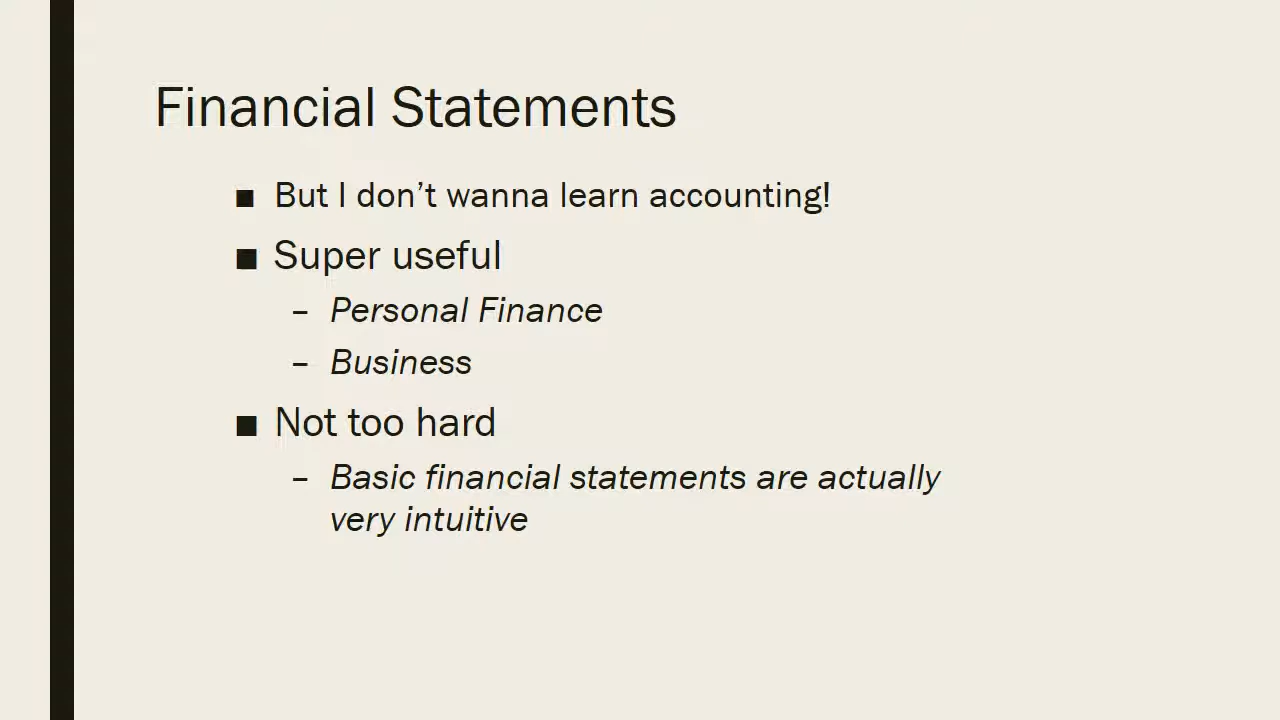 Financial Statements
■ But I don’t wanna learn accounting!
■ Super useful
– Personal Finance
– Business
■ Not too hard
– Basic financial statements are actually
very intuitive